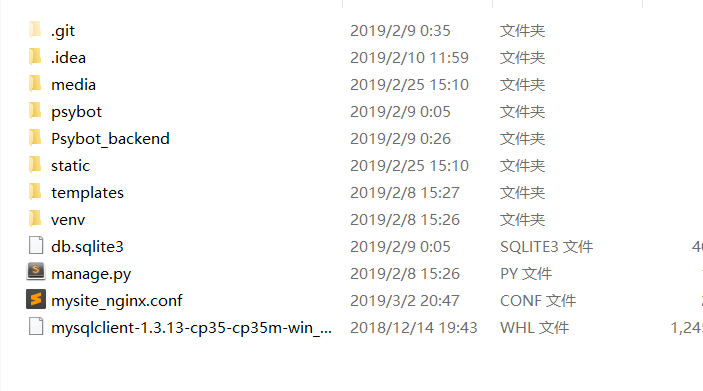 .git 2019/2/9 0:35 文件夹
.idea 2019/2/10 11:59 文件夹
media 2019/2/25 15:10 文件夹
psybot 2019/2/9 0:05 文件夹
Psybot_backend 2019/2/9 0:26 文件夹
static 2019/2/25 15:10 文件夹
templates 2019/2/8 15:27 文件夹
venv 2019/2/8 15:26 文件夹
db.sqlite3 2019/2/9 0:05 SQLITE3 文件
manage.py 2019/2/8 15:26 PY 文件
mysite_nginx.conf 2019/3/2 20:47 CONF 文件
mysqlclient-1.3.13-cp35-cp35m-win_... 2018/12/14 19:43 WHL 文件 1,245